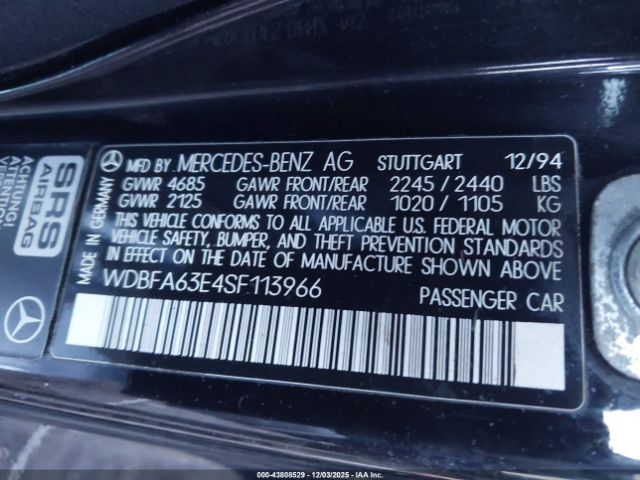 MFD BY. MERCEDES-BENZ AG STUTTGART 12/94
GVWR 4685 GAWR FRONT/REAR 2245 / 2440 LBS
GVWR 2125 GAWR FRONT/REAR 1020 / 1105 KG
THIS VEHICLE CONFORMS TO ALL APPLICABLE U.S. FEDERAL MOTOR
VEHICLE SAFETY, BUMPER, AND THEFT PREVENTION STANDARDS
IN EFFECT ON THE DATE OF MANUFACTURE SHOWN ABOVE
WDBFA63E4SF113966 PASSENGER CAR
MADE IN GERMANY
SRS
AIRBAG
ACHTUNG!
ATTENTION
000-43808529 - 12/03/2025 - IAAI.COM